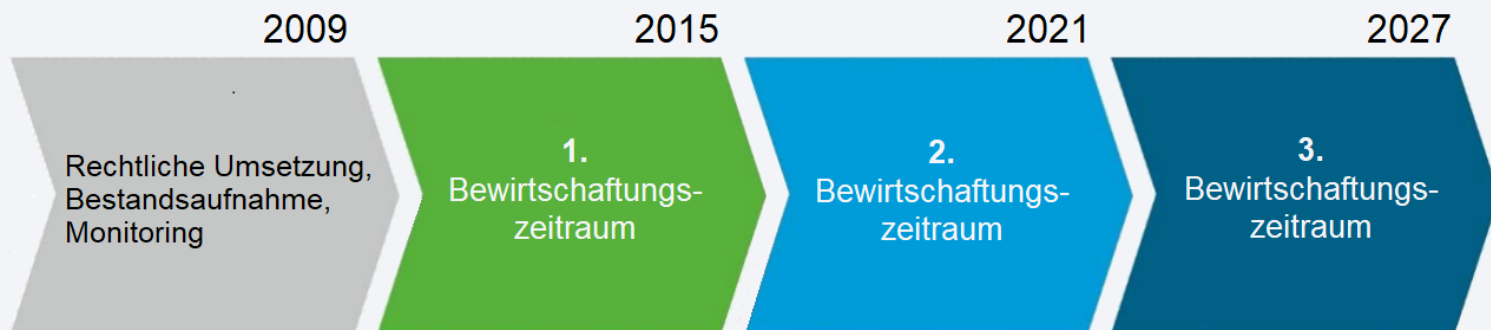 2009
2015
2021
2027
Rechtliche Umsetzung,
Bestandsaufnahme,
Monitoring
1.
Bewirtschaftungs-
zeitraum
2.
Bewirtschaftungs-
zeitraum
3.
Bewirtschaftungs-
zeitraum